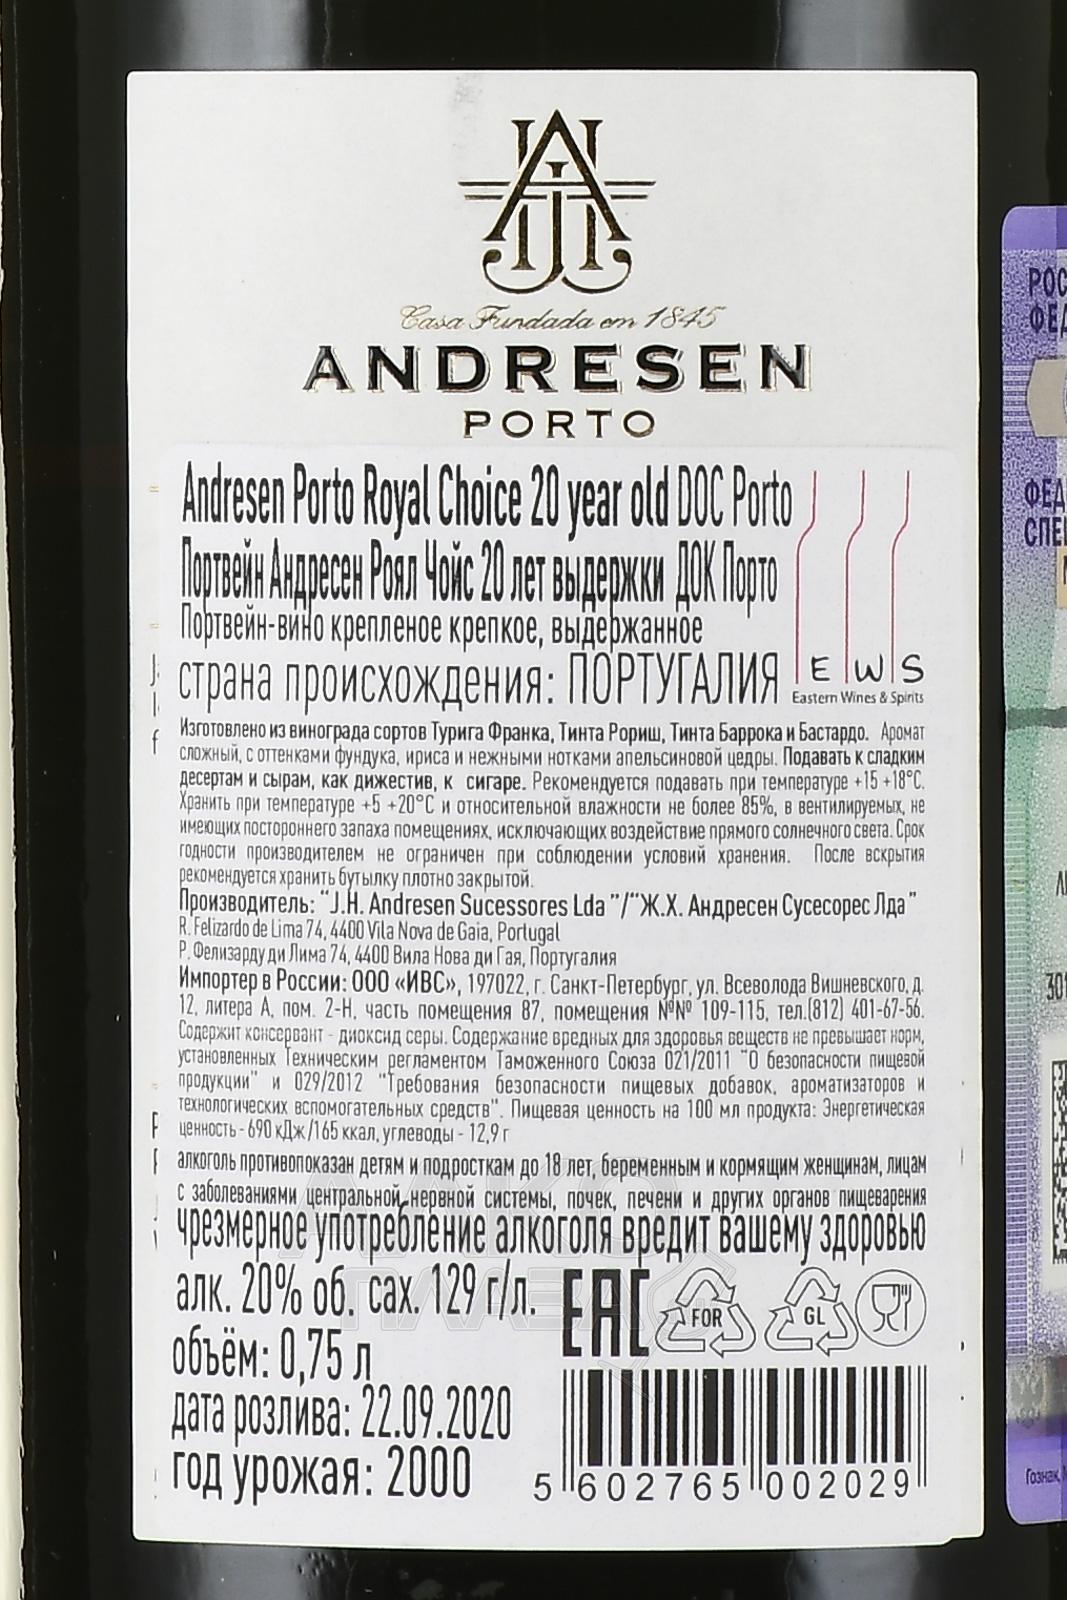 Casa Fundada em 1845
ANDRESEN
PORTO
Andresen Porto Royal Choice 20 year old DOC Porto
Портвейн Андресен Роял Чойс 20 лет выдержки ДОК Порто
Портвейн-вино крепленое крепкое, выдержанное
страна происхождения: ПОРТУГАЛИЯ
E W S
Eastern Wines & Spirits
Изготовлено из винограда сортов Турига Франка, Тинта Рориш, Тинта Баррока и Бастардо. Аромат
сложный, с оттенками фундука, ириса и нежными нотками апельсиновой цедры. Подавать к сладким
десертам и сырам, как дижестив, к сигаре. Рекомендуется подавать при температуре +15 +18°С.
Хранить при температуре +5 +20°С и относительной влажности не более 85%, в вентилируемых, не
имеющих постороннего запаха помещениях, исключающих воздействие прямого солнечного света. Срок
годности производителем не ограничен при соблюдении условий хранения. После вскрытия
рекомендуется хранить бутылку плотно закрытой.
Производитель: "J.H. Andresen Sucessores Lda "/"Ж.Х. Андресен Сусесорес Лда"
R. Felizardo de Lima 74, 4400 Vila Nova de Gaia, Portugal
Р. Фелизарду ди Лима 74, 4400 Вила Нова ди Гая, Португалия
Импортер в России: ООО «ИВС», 197022, г. Санкт-Петербург, ул. Всеволода Вишневского, д.
12, литера А, пом. 2-Н, часть помещения 87, помещения №№ 109-115, тел.(812) 401-67-56.
Содержит консервант - диоксид серы. Содержание вредных для здоровья веществ не превышает норм,
установленных Техническим регламентом Таможенного Союза 021/2011 "О безопасности пищевой
продукции" и 029/2012 "Требования безопасности пищевых добавок, ароматизаторов и
технологических вспомогательных средств". Пищевая ценность на 100 мл продукта: Энергетическая
ценность - 690 кДж/165 ккал, углеводы - 12,9 г
алкоголь противопоказан детям и подросткам до 18 лет, беременным и кормящим женщинам, лицам
с заболеваниями центральной нервной системы, почек, печени и других органов пищеварения
чрезмерное употребление алкоголя вредит вашему здоровью
алк. 20% об. сах. 129 г/л.
EAC
FOR
GL
объём: 0,75 л
дата розлива: 22.09.2020
год урожая: 2000
5 602765 002029
РОС
ФЕД
ФЕД
СПЕЦ
301
Гознак,